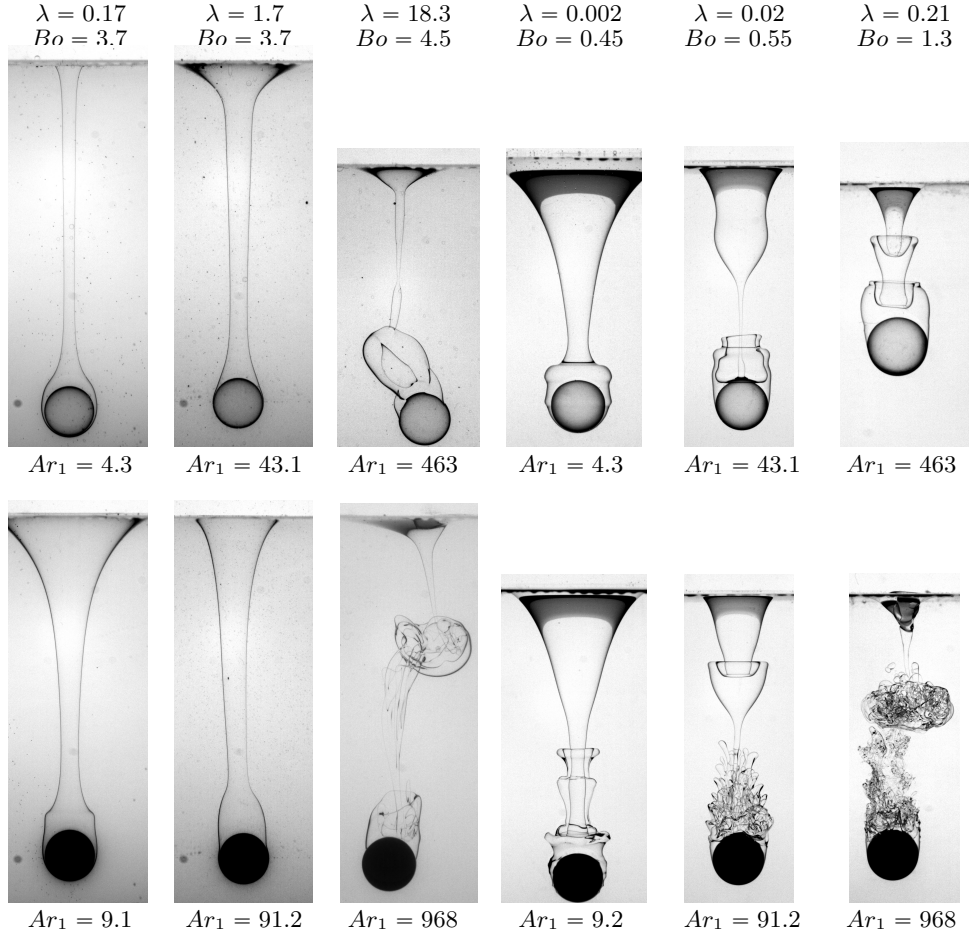 λ = 0.17 λ = 1.7 λ = 18.3 λ = 0.002 λ = 0.02 λ = 0.21
Bo = 3.7 Bo = 3.7 Bo = 4.5 Bo = 0.45 Bo = 0.55 Bo = 1.3
Ar₁ = 4.3 Ar₁ = 43.1 Ar₁ = 463 Ar₁ = 4.3 Ar₁ = 43.1 Ar₁ = 463
Ar₁ = 9.1 Ar₁ = 91.2 Ar₁ = 968 Ar₁ = 9.2 Ar₁ = 91.2 Ar₁ = 968